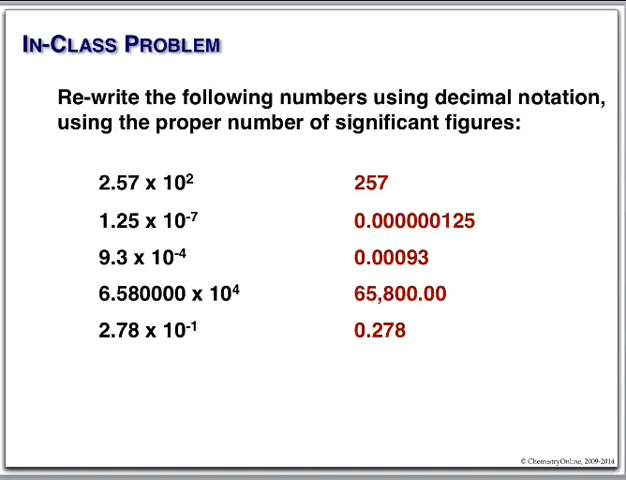 IN-CLASS PROBLEM
Re-write the following numbers using decimal notation,
using the proper number of significant figures:
2.57 x 10² 257
1.25 x 10⁻⁷ 0.000000125
9.3 x 10⁻⁴ 0.00093
6.580000 x 10⁴ 65,800.00
2.78 x 10⁻¹ 0.278
© ChemistryOnline, 2009-2014